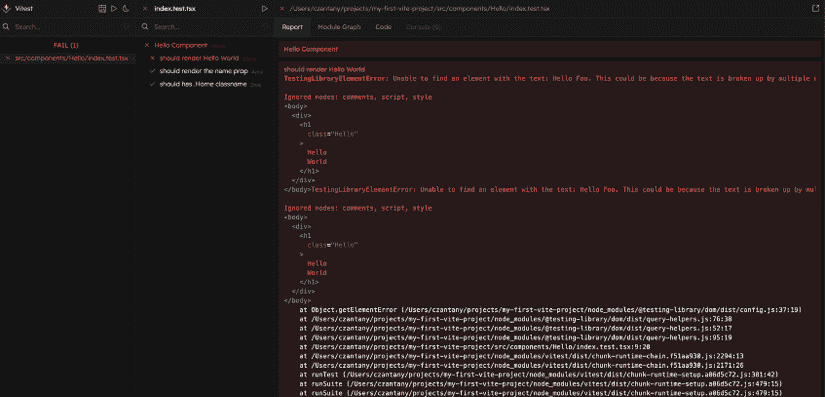 Vitest
index.test.tsx
/Users/czantany/projects/my-first-vite-project/src/components/Hello/index.test.tsx
Search...
Search...
Report
Module Graph
Code
Console (0)
FAIL (1)
src/components/Hello/index.test.tsx
Hello Component
should render Hello World
should render the name prop
should has .Home classname
Hello Component
should render Hello World
TestingLibraryElementError: Unable to find an element with the text: Hello Foo. This could be because the text is broken up by multiple
Ignored nodes: comments, script, style
<body>
<div>
<h1
class="Hello"
>
Hello
World
</h1>
</div>
</body>TestingLibraryElementError: Unable to find an element with the text: Hello Foo. This could be because the text is broken up by mul
Ignored nodes: comments, script, style
<body>
<div>
<h1
class="Hello"
>
Hello
World
</h1>
</div>
</body>
at Object.getElementError (/Users/czantany/projects/my-first-vite-project/node_modules/@testing-library/dom/dist/config.js:37:19)
at /Users/czantany/projects/my-first-vite-project/node_modules/@testing-library/dom/dist/query-helpers.js:76:38
at /Users/czantany/projects/my-first-vite-project/node_modules/@testing-library/dom/dist/query-helpers.js:52:17
at /Users/czantany/projects/my-first-vite-project/node_modules/@testing-library/dom/dist/query-helpers.js:95:19
at /Users/czantany/projects/my-first-vite-project/src/components/Hello/index.test.tsx:9:20
at /Users/czantany/projects/my-first-vite-project/node_modules/vitest/dist/chunk-runtime-chain.f51aa930.js:2294:13
at /Users/czantany/projects/my-first-vite-project/node_modules/vitest/dist/chunk-runtime-chain.f51aa930.js:2171:26
at runTest (/Users/czantany/projects/my-first-vite-project/node_modules/vitest/dist/chunk-runtime-setup.a06d5c72.js:301:42)
at runSuite (/Users/czantany/projects/my-first-vite-project/node_modules/vitest/dist/chunk-runtime-setup.a06d5c72.js:479:15)
at runSuite (/Users/czantany/projects/my-first-vite-project/node_modules/vitest/dist/chunk-runtime-setup.a06d5c72.js:479:15)